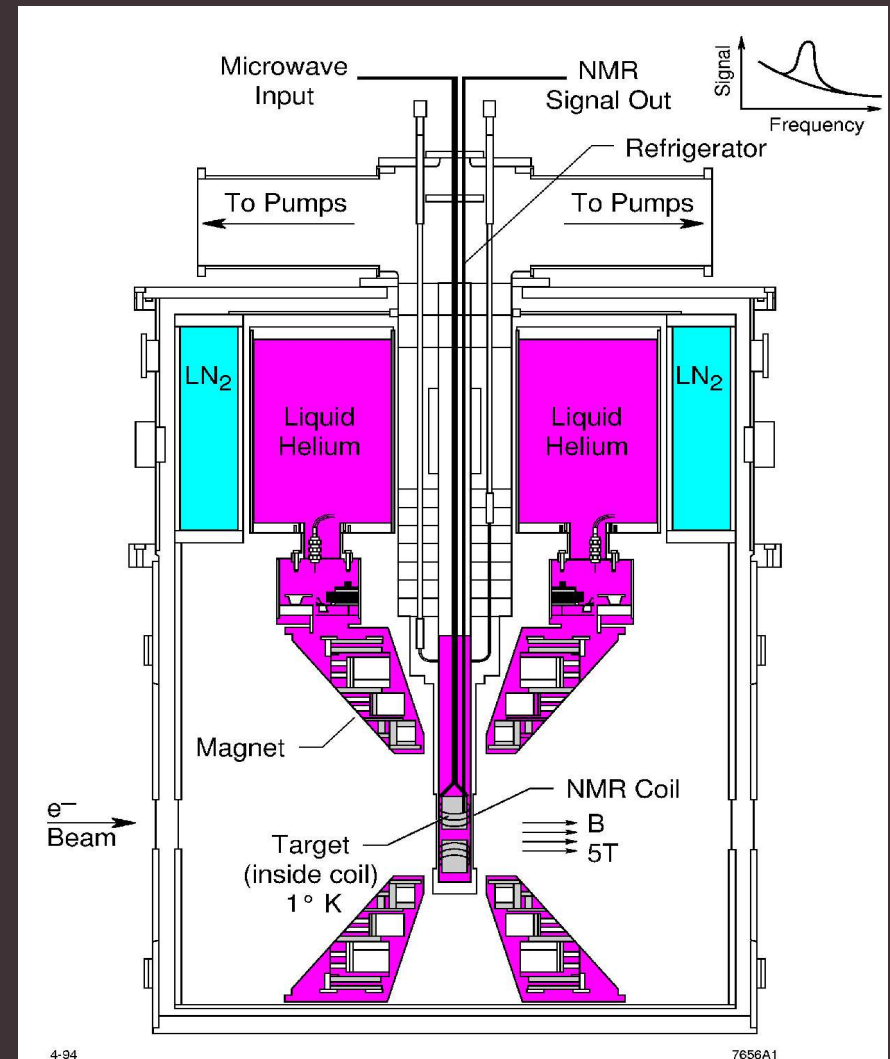 Microwave
Input
NMR
Signal Out
Signal
Frequency
Refrigerator
To Pumps
To Pumps
LN2
Liquid
Helium
Liquid
Helium
LN2
Magnet
NMR Coil
e−
Beam
Target
(inside coil)
1° K
B
5T
4-94
7656A1